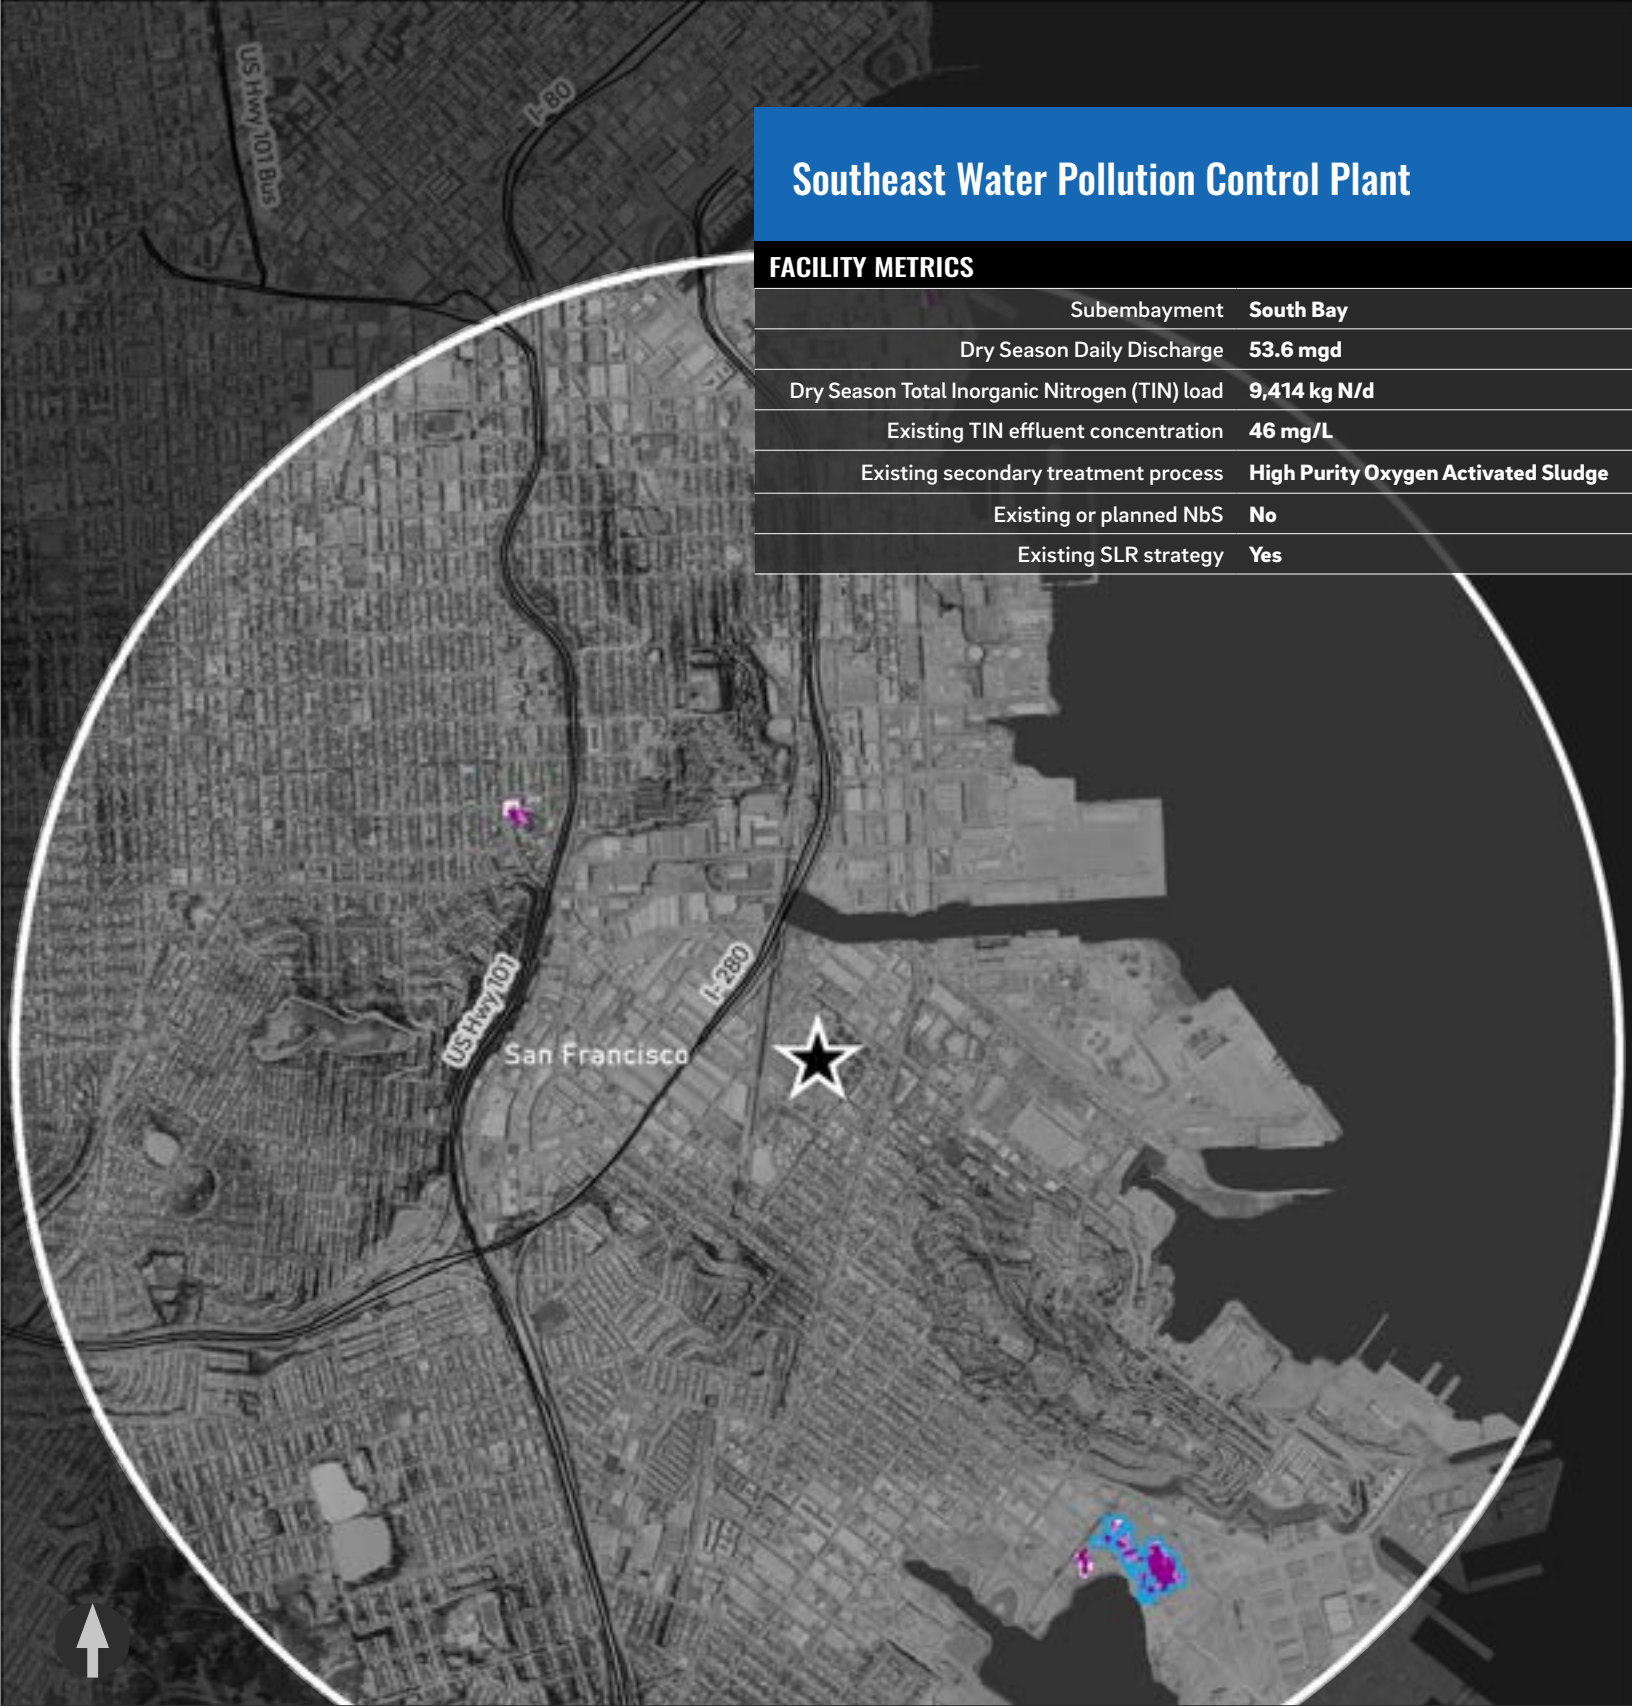 US Hwy 101 Bus
I- 80
Southeast Water Pollution Control Plant
FACILITY METRICS
Subembayment South Bay
Dry Season Daily Discharge 53.6 mgd
Dry Season Total Inorganic Nitrogen (TIN) load 9,414 kg N/d
Existing TIN effluent concentration 46 mg/L
Existing secondary treatment process High Purity Oxygen Activated Sludge
Existing or planned NbS No
Existing SLR strategy Yes
US Hwy 101
I- 280
San Francisco